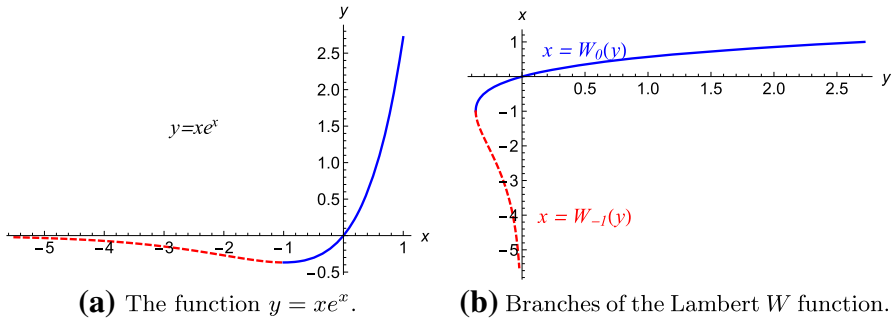 y
2.5
2.0
1.5
1.0
0.5
-0.5
-5 -4 -3 -2 -1 1 x
y=xe^x
(a) The function y = xe^x.
x
1
-1
-2
-3
-4
-5
0.5 1.0 1.5 2.0 2.5 y
x = W_0(y)
x = W_{-1}(y)
(b) Branches of the Lambert W function.